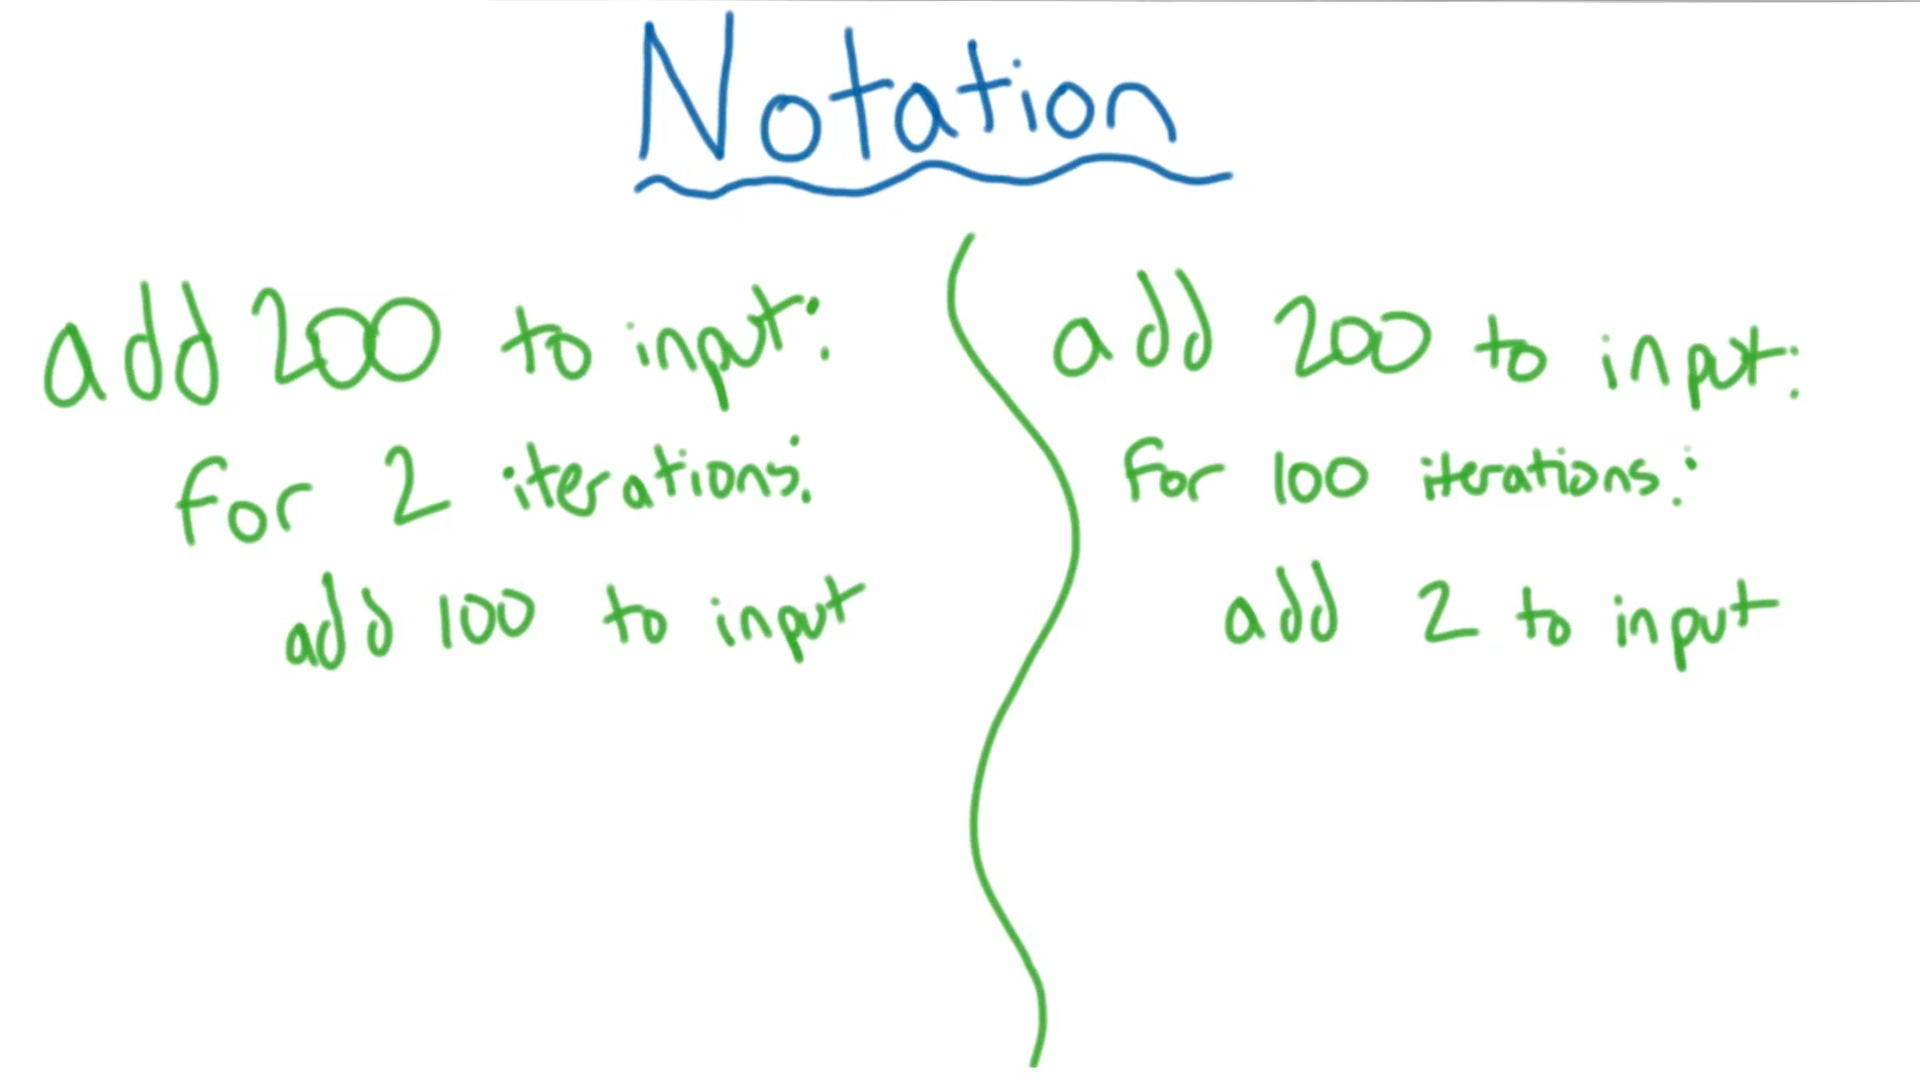 Notation
add 200 to input:
for 2 iterations:
add 100 to input
add 200 to input:
For 100 iterations:
add 2 to input